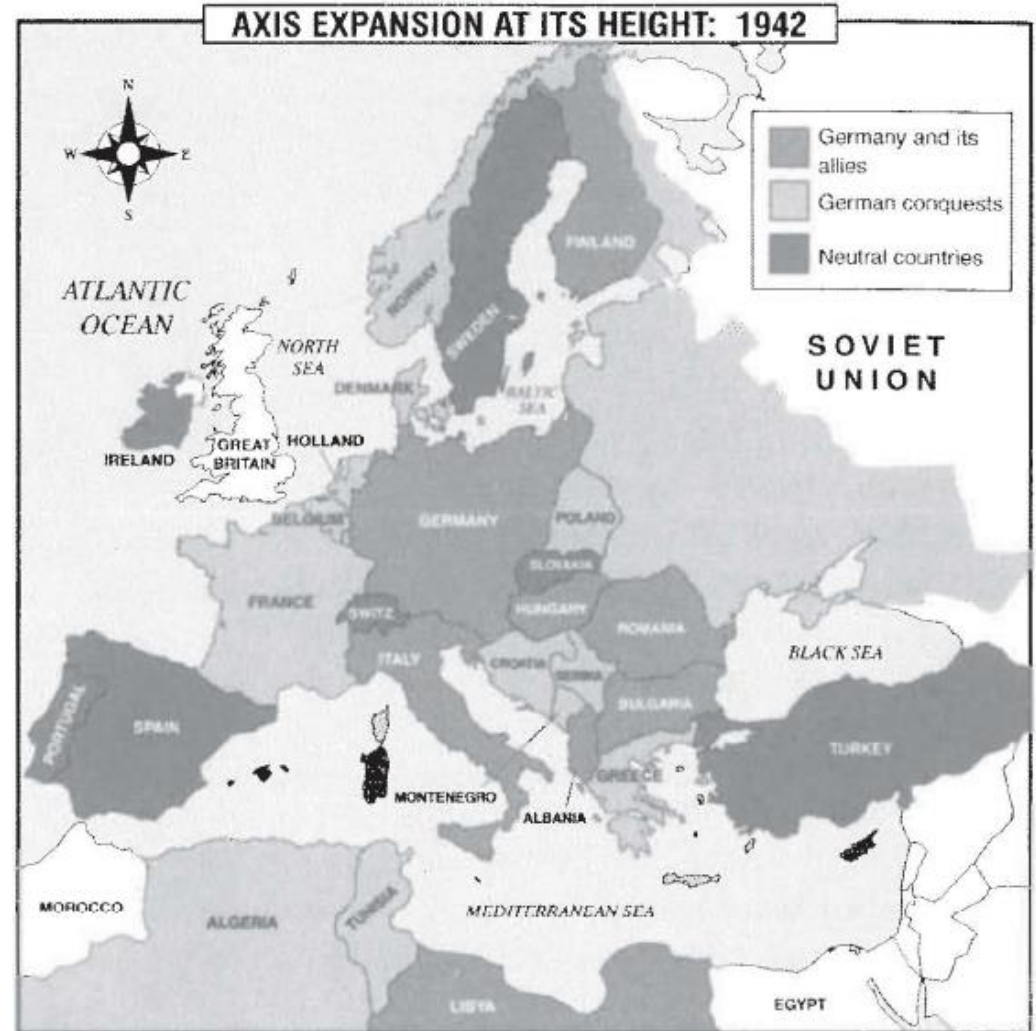 AXIS EXPANSION AT ITS HEIGHT: 1942
N
W
E
S
Germany and its
allies
German conquests
Neutral countries
ATLANTIC
OCEAN
NORTH
SEA
NORWAY
SWEDEN
FINLAND
SOVIET
UNION
DENMARK
BALTIC
SEA
IRELAND
GREAT
BRITAIN
HOLLAND
BELGIUM
GERMANY
POLAND
SLOVAKIA
FRANCE
SWITZ
HUNGARY
ROMANIA
ITALY
CROATIA
SERBIA
BLACK SEA
BULGARIA
PORTUGAL
SPAIN
TURKEY
GREECE
MONTENEGRO
ALBANIA
MOROCCO
ALGERIA
TUNISIA
MEDITERRANEAN SEA
LIBYA
EGYPT